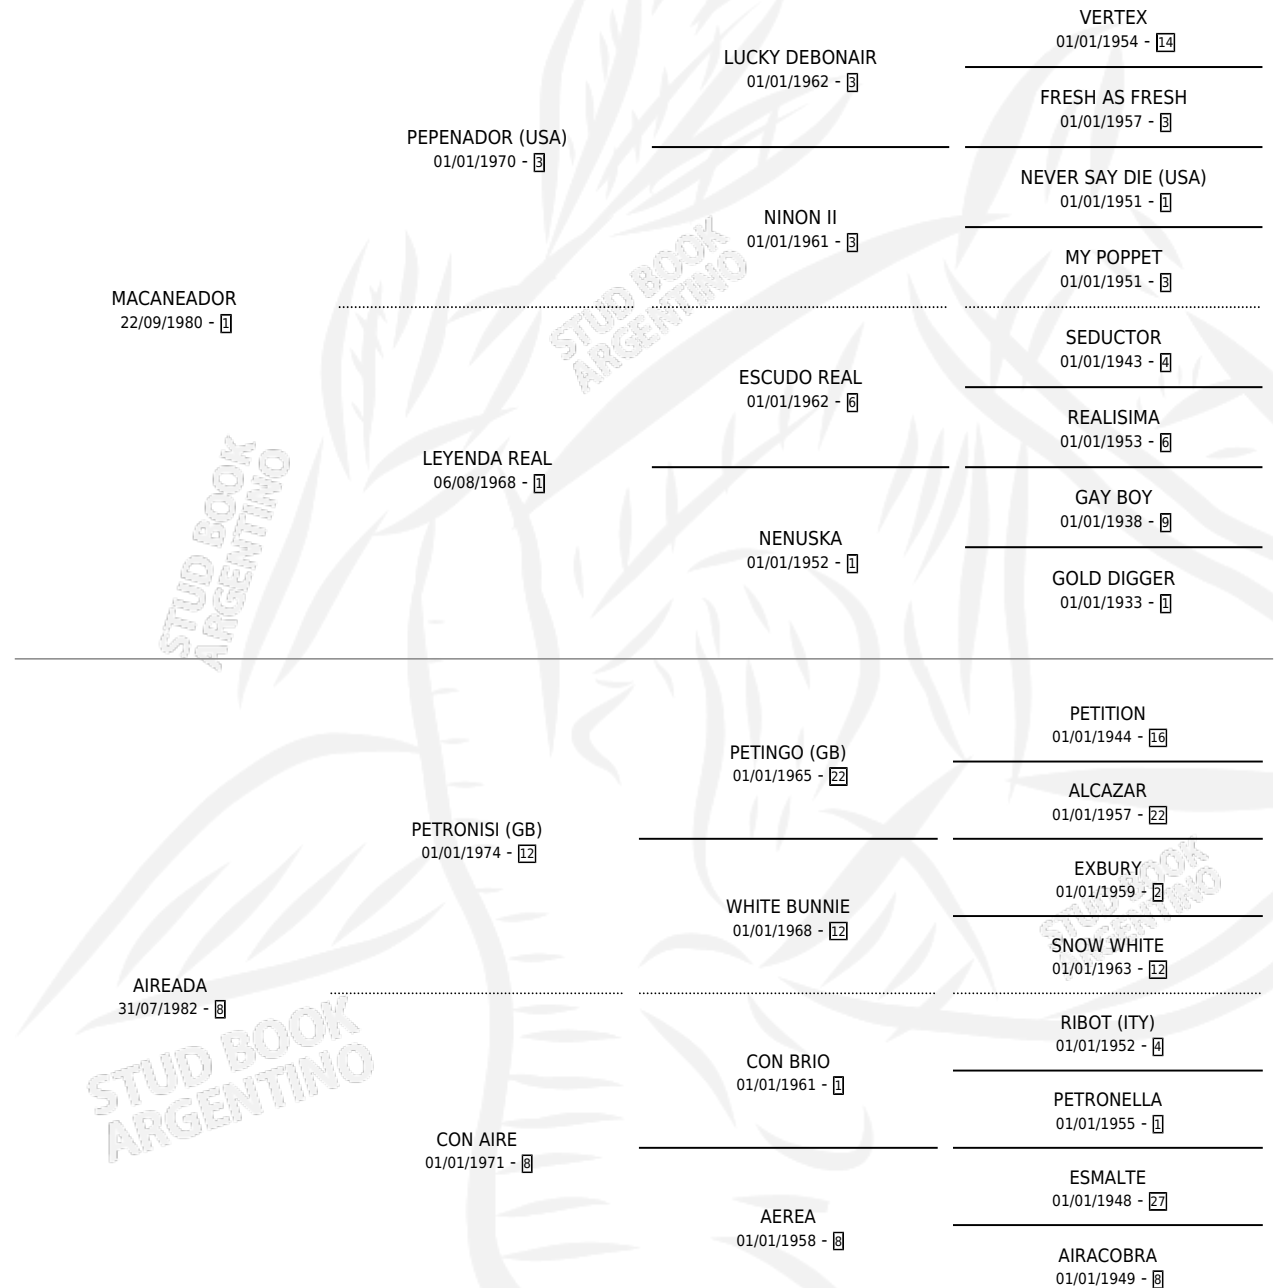 VERTEX
01/01/1954 - 14
LUCKY DEBONAIR
01/01/1962 - 3
FRESH AS FRESH
01/01/1957 - 3
PEPENADOR (USA)
01/01/1970 - 3
NEVER SAY DIE (USA)
01/01/1951 - 1
NINON II
01/01/1961 - 3
MY POPPET
01/01/1951 - 3
MACANEADOR
22/09/1980 - 1
SEDUCTOR
01/01/1943 - 4
ESCUDO REAL
01/01/1962 - 6
REALISIMA
01/01/1953 - 6
LEYENDA REAL
06/08/1968 - 1
GAY BOY
01/01/1938 - 9
NENUSKA
01/01/1952 - 1
GOLD DIGGER
01/01/1933 - 1
STUD BOOK
ARGENTINO
STUD BOOK
ARGENTINO
PETITION
01/01/1944 - 16
PETINGO (GB)
01/01/1965 - 22
ALCAZAR
01/01/1957 - 22
PETRONISI (GB)
01/01/1974 - 12
EXBURY
01/01/1959 - 2
WHITE BUNNIE
01/01/1968 - 12
SNOW WHITE
01/01/1963 - 12
STUD BOOK
ARGENTINO
AIREADA
31/07/1982 - 8
RIBOT (ITY)
01/01/1952 - 4
CON BRIO
01/01/1961 - 1
PETRONELLA
01/01/1955 - 1
CON AIRE
01/01/1971 - 8
ESMALTE
01/01/1948 - 27
AEREA
01/01/1958 - 8
AIRACOBRA
01/01/1949 - 8
STUD BOOK
ARGENTINO